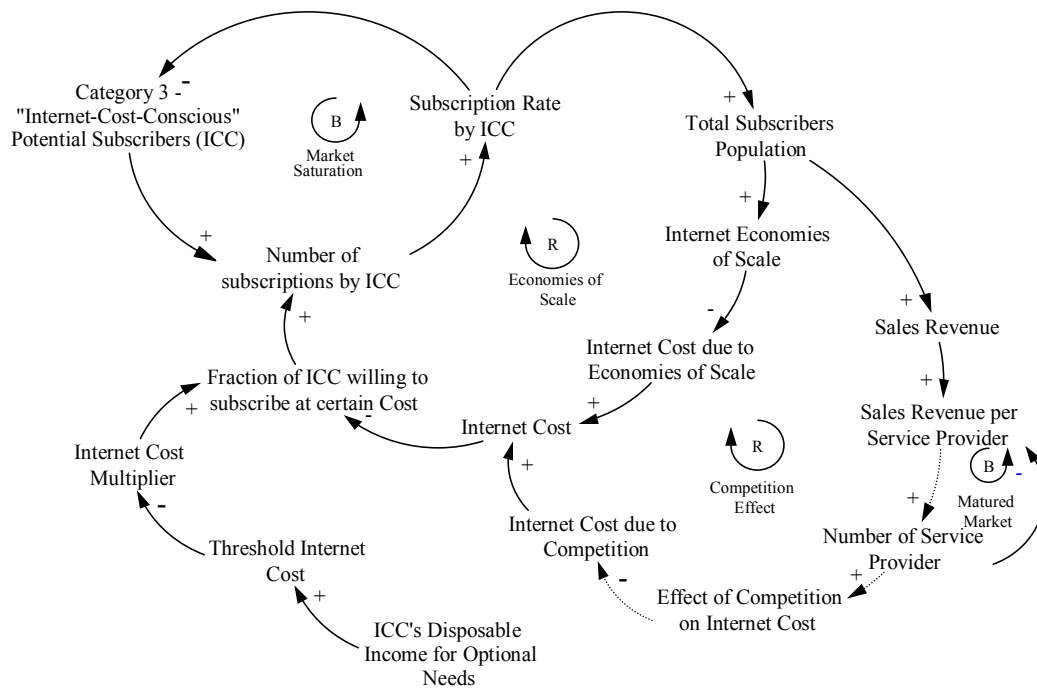 Category 3 -
"Internet-Cost-Conscious"
Potential Subscribers (ICC)
-
B
Market
Saturation
Subscription Rate
by ICC
+
+
Total Subscribers
Population
+
Number of
subscriptions by ICC
+
R
Economies of
Scale
+
Internet Economies
of Scale
-
Internet Cost due to
Economies of Scale
+
Sales Revenue
+
Sales Revenue per
Service Provider
B
-
Matured
Market
+
Number of Service
Provider
+
Fraction of ICC willing to
subscribe at certain Cost
+
-
Internet Cost
+
+
R
Competition
Effect
Internet Cost
Multiplier
-
Internet Cost due to
Competition
-
Effect of Competition
on Internet Cost
Threshold Internet
Cost
+
ICC's Disposable
Income for Optional
Needs